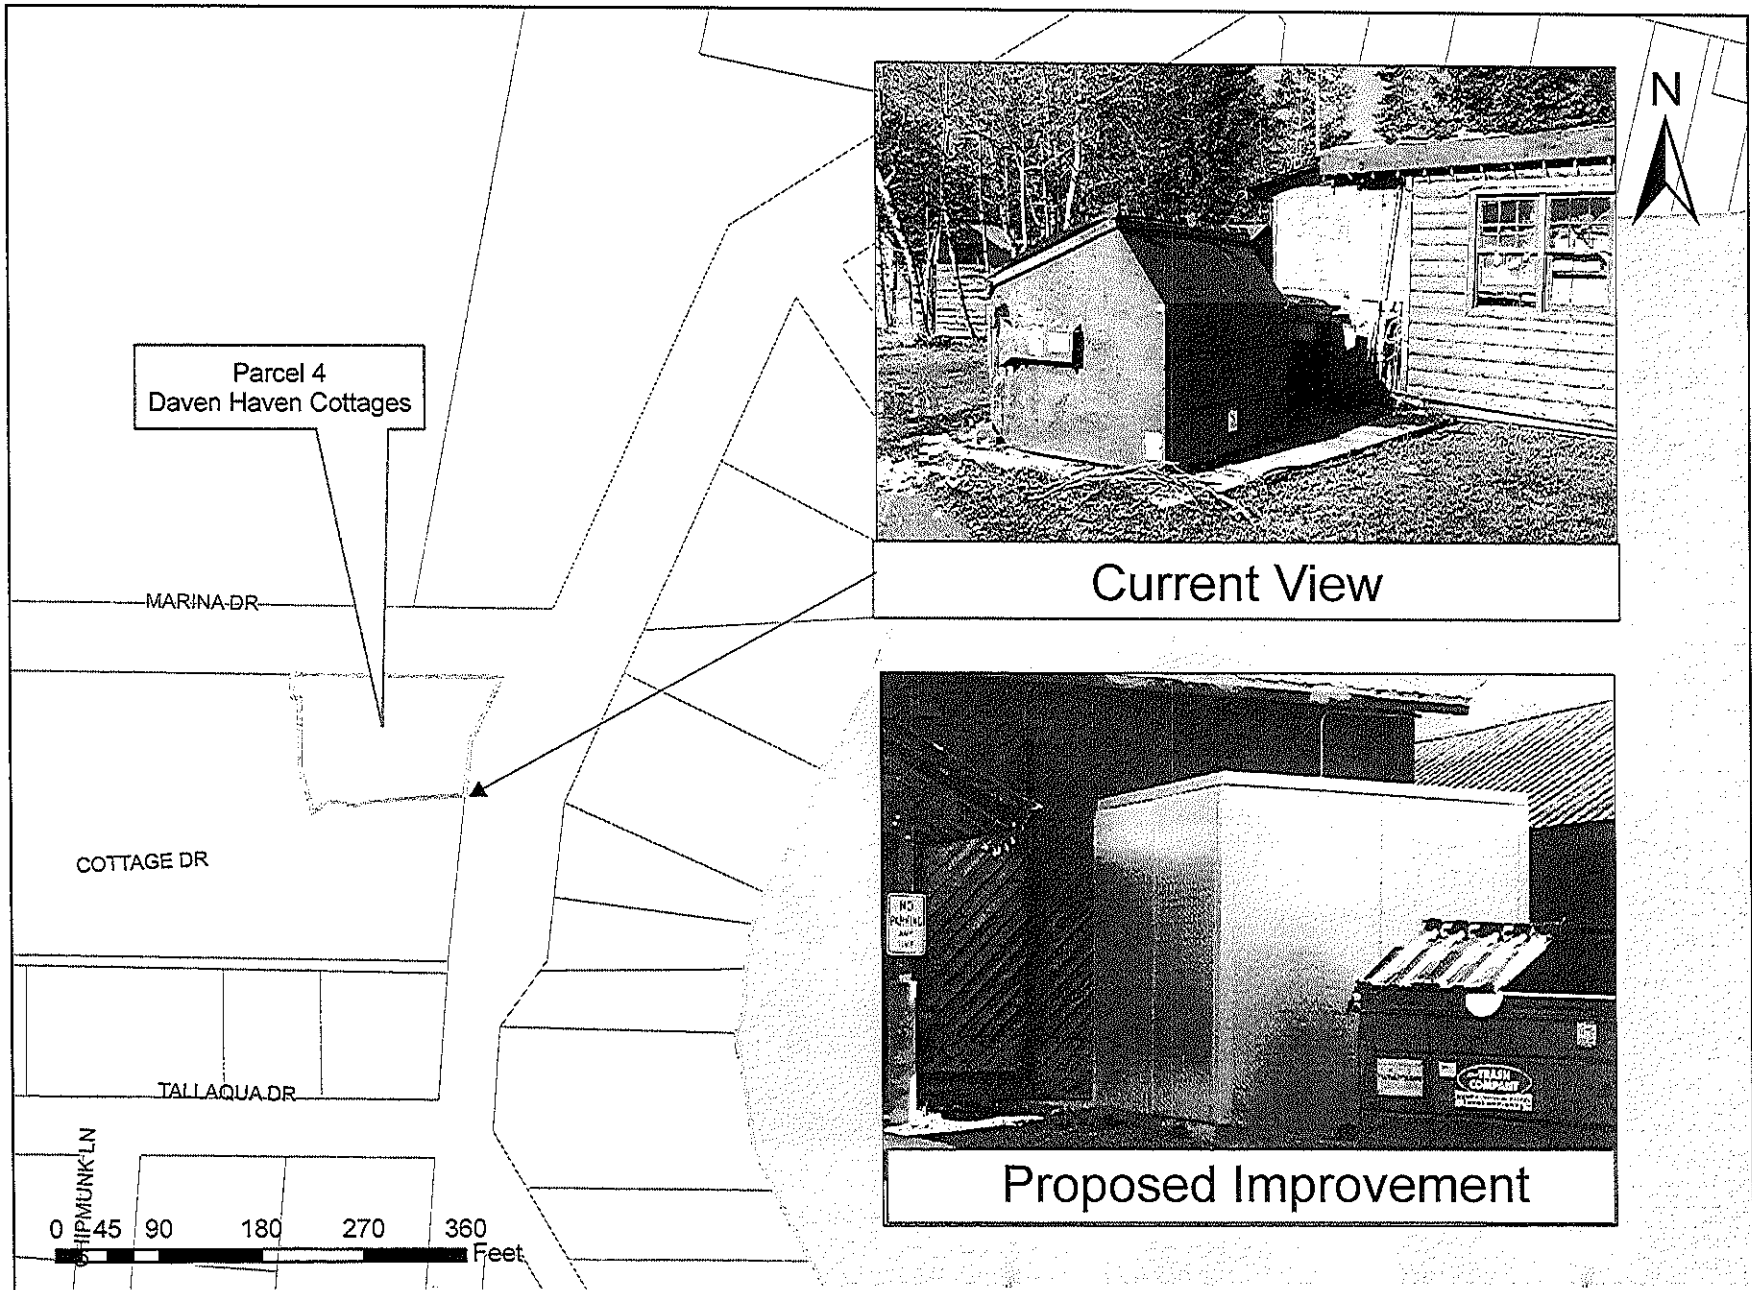 N
Parcel 4
Daven Haven Cottages
Current View
MARINA DR
COTTAGE DR
NO
PARKING
ANY
TRASH
COMPANY
TALLAQUA DR
Proposed Improvement
CHIPMUNK LN
0 45 90 180 270 360
Feet